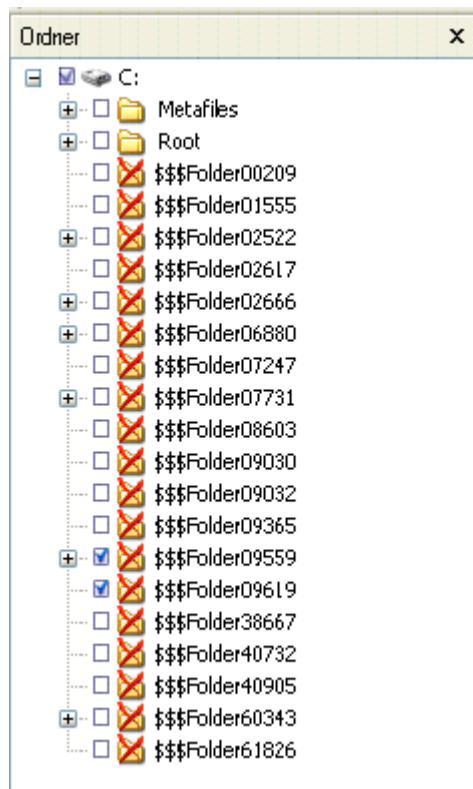 Ordner
C:
Metafiles
Root
$$$Folder00209
$$$Folder01555
$$$Folder02522
$$$Folder02617
$$$Folder02666
$$$Folder06880
$$$Folder07247
$$$Folder07731
$$$Folder08603
$$$Folder09030
$$$Folder09032
$$$Folder09365
$$$Folder09559
$$$Folder09619
$$$Folder38667
$$$Folder40732
$$$Folder40905
$$$Folder60343
$$$Folder61826